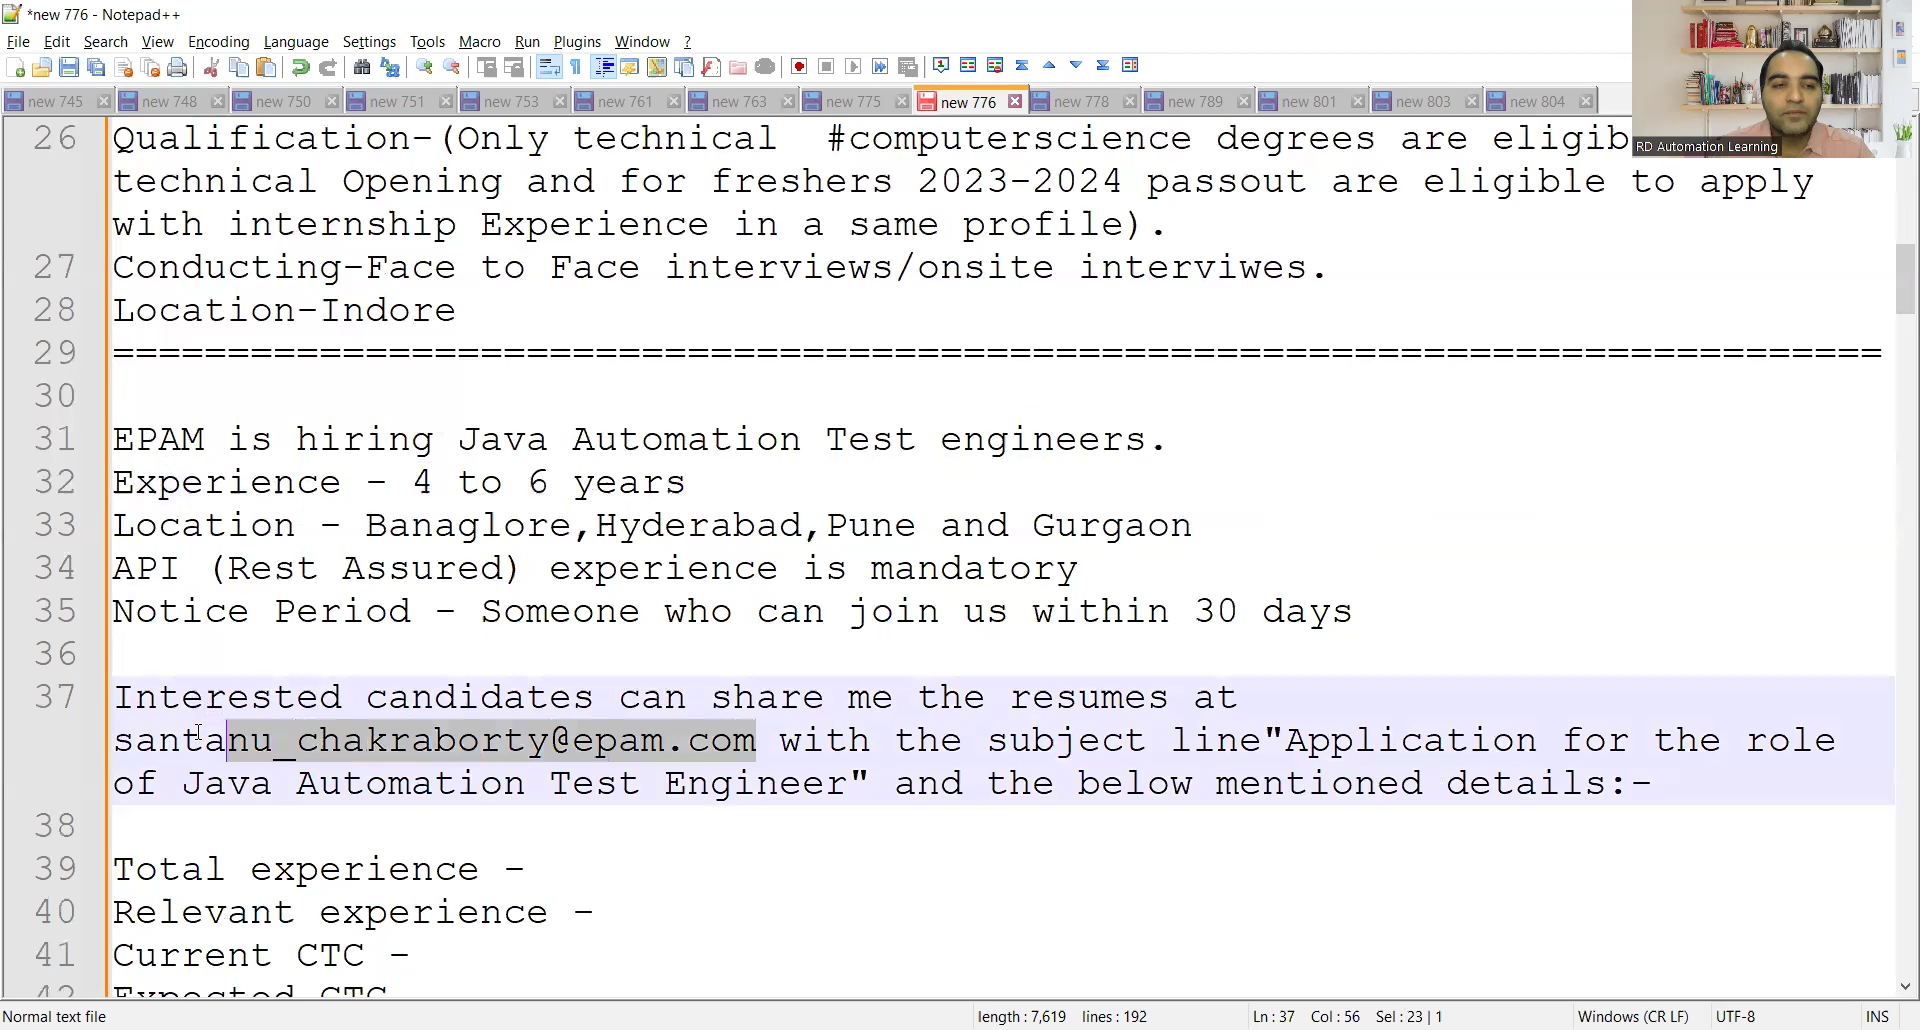 *new 776 - Notepad++
File Edit Search View Encoding Language Settings Tools Macro Run Plugins Window ?
new 745 new 748 new 750 new 751 new 753 new 761 new 763 new 775 new 776 new 778 new 789 new 801 new 803 new 804
RD Automation Learning
26 Qualification-(Only technical #computerscience degrees are eligib
technical Opening and for freshers 2023-2024 passout are eligible to apply
with internship Experience in a same profile).
27 Conducting-Face to Face interviews/onsite interviwes.
28 Location-Indore
29 =============================================================================
30
31 EPAM is hiring Java Automation Test engineers.
32 Experience - 4 to 6 years
33 Location - Banaglore,Hyderabad,Pune and Gurgaon
34 API (Rest Assured) experience is mandatory
35 Notice Period - Someone who can join us within 30 days
36
37 Interested candidates can share me the resumes at
santanu_chakraborty@epam.com with the subject line"Application for the role
of Java Automation Test Engineer" and the below mentioned details:-
38
39 Total experience -
40 Relevant experience -
41 Current CTC -
42 Expected CTC
Normal text file length : 7,619 lines : 192 Ln : 37 Col : 56 Sel : 23 | 1 Windows (CR LF) UTF-8 INS